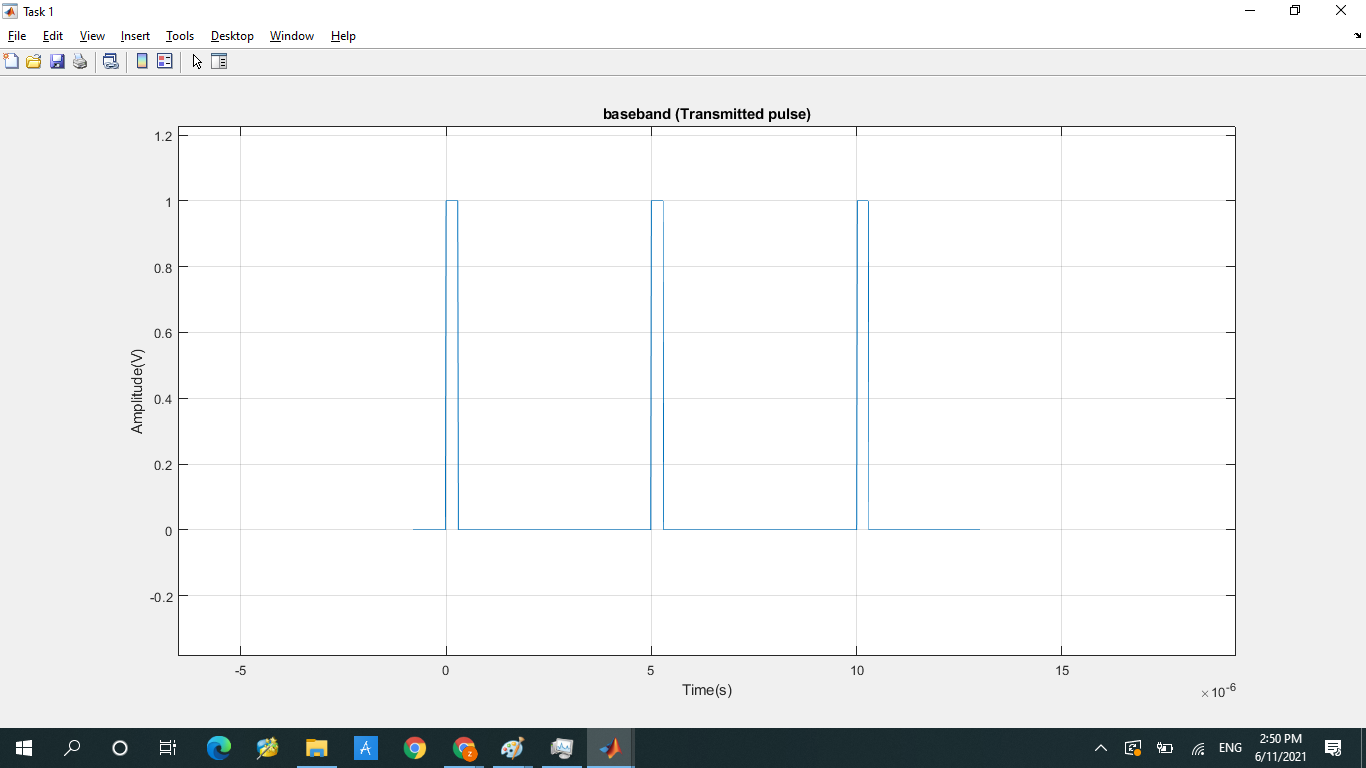 Task 1
File Edit View Insert Tools Desktop Window Help
baseband (Transmitted pulse)
1.2
1
0.8
0.6
0.4
0.2
0
-0.2
Amplitude(V)
-5 0 5 10 15
Time(s)
×10-6
A
z
ENG
2:50 PM
6/11/2021